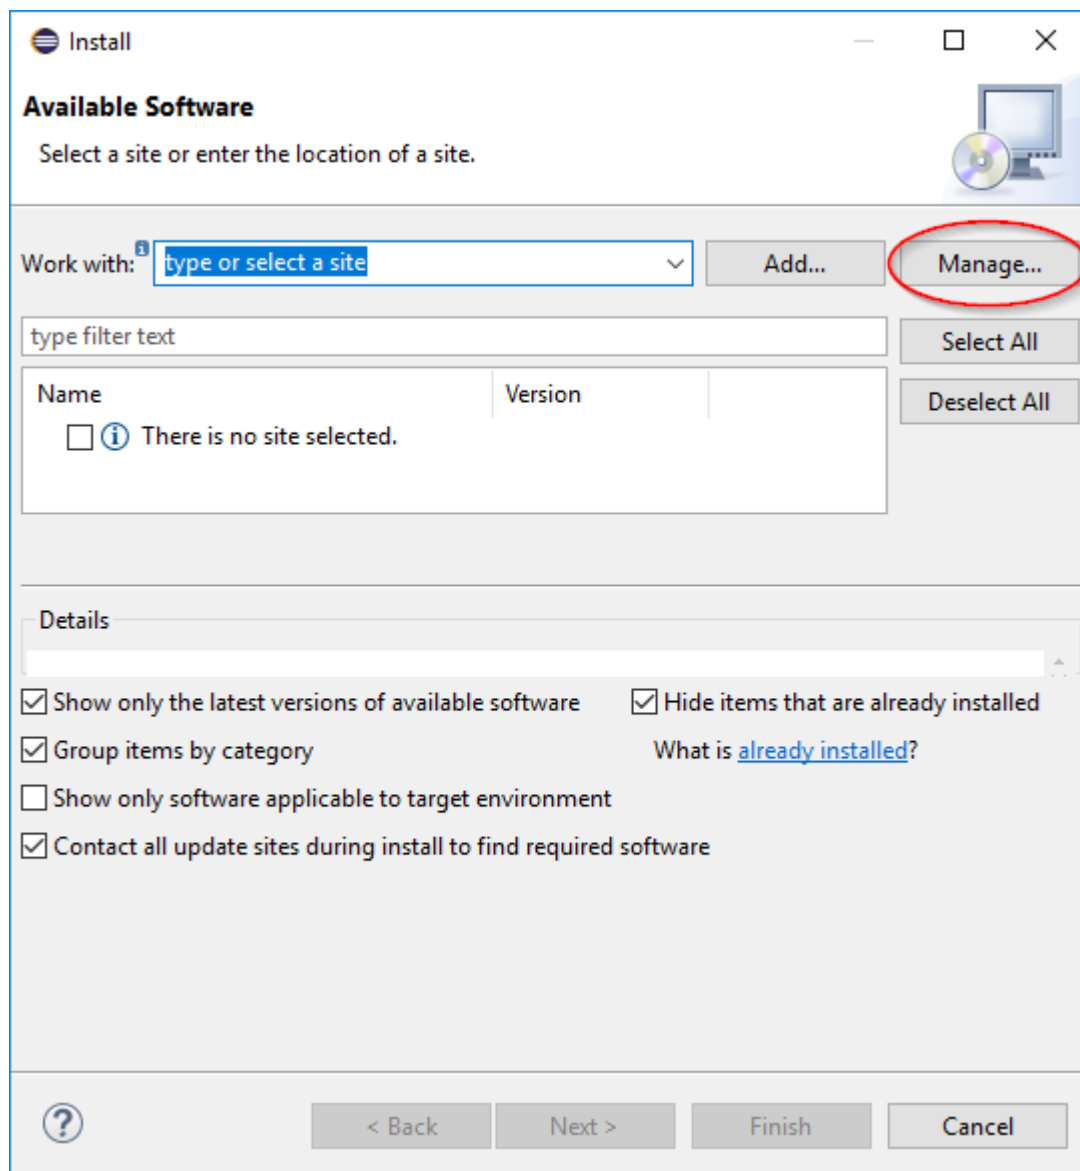 Install
Available Software
Select a site or enter the location of a site.
Work with: type or select a site Add... Manage...
type filter text Select All
Name Version Deselect All
There is no site selected.
Details
Show only the latest versions of available software Hide items that are already installed
Group items by category What is already installed?
Show only software applicable to target environment
Contact all update sites during install to find required software
? < Back Next > Finish Cancel